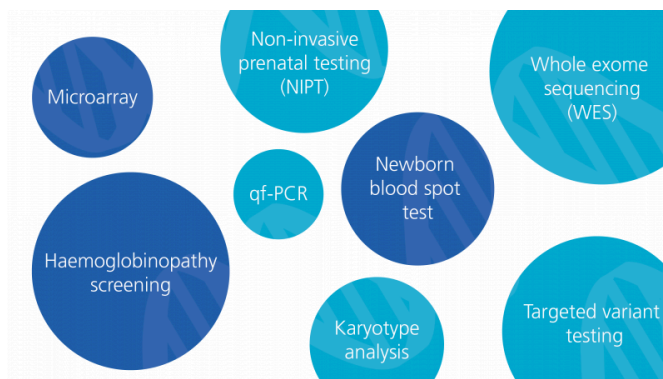 Non-invasive
prenatal testing
(NIPT)
Whole exome
sequencing
(WES)
Microarray
qf-PCR
Newborn
blood spot
test
Haemoglobinopathy
screening
Karyotype
analysis
Targeted variant
testing